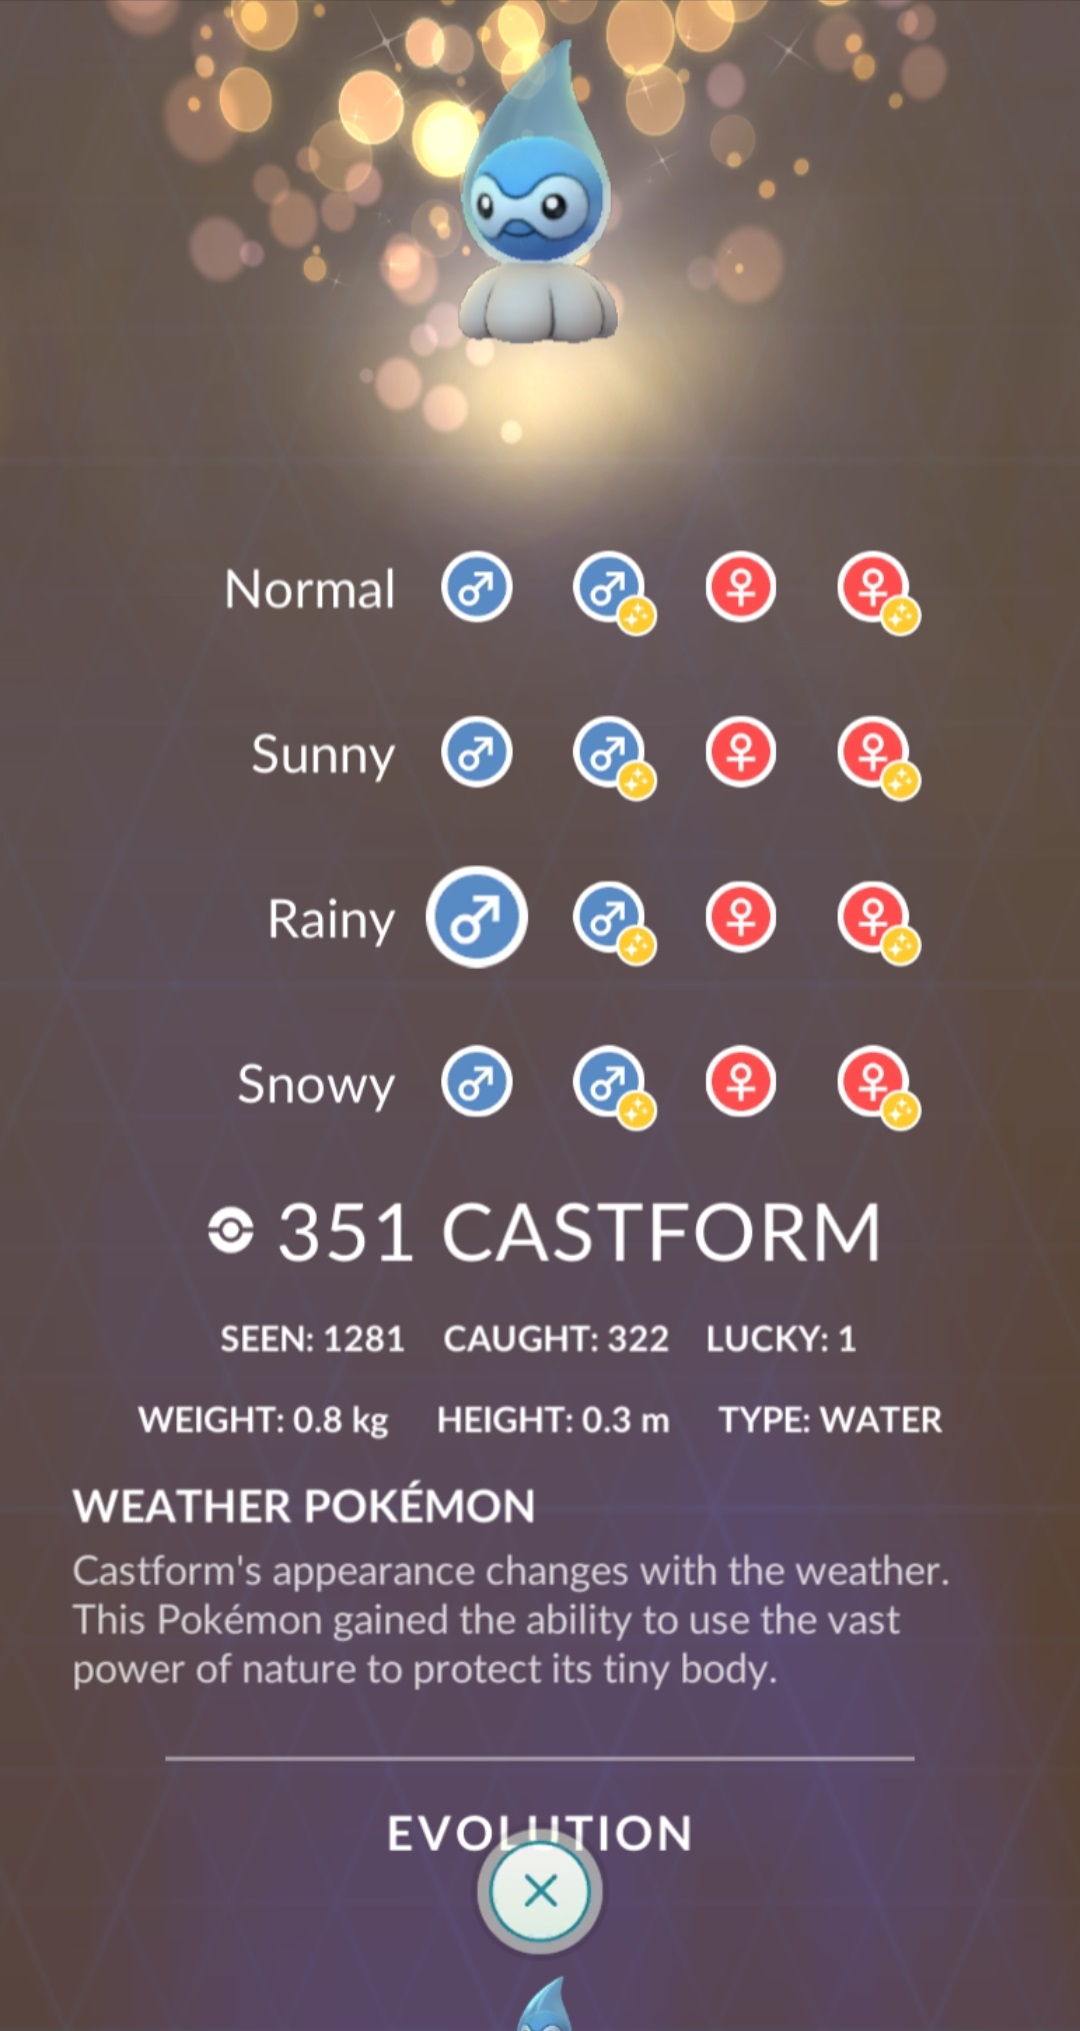 Normal
Sunny
Rainy
Snowy
351 CASTFORM
SEEN: 1281 CAUGHT: 322 LUCKY: 1
WEIGHT: 0.8 kg HEIGHT: 0.3 m TYPE: WATER
WEATHER POKÉMON
Castform's appearance changes with the weather.
This Pokémon gained the ability to use the vast
power of nature to protect its tiny body.
EVOLUTION